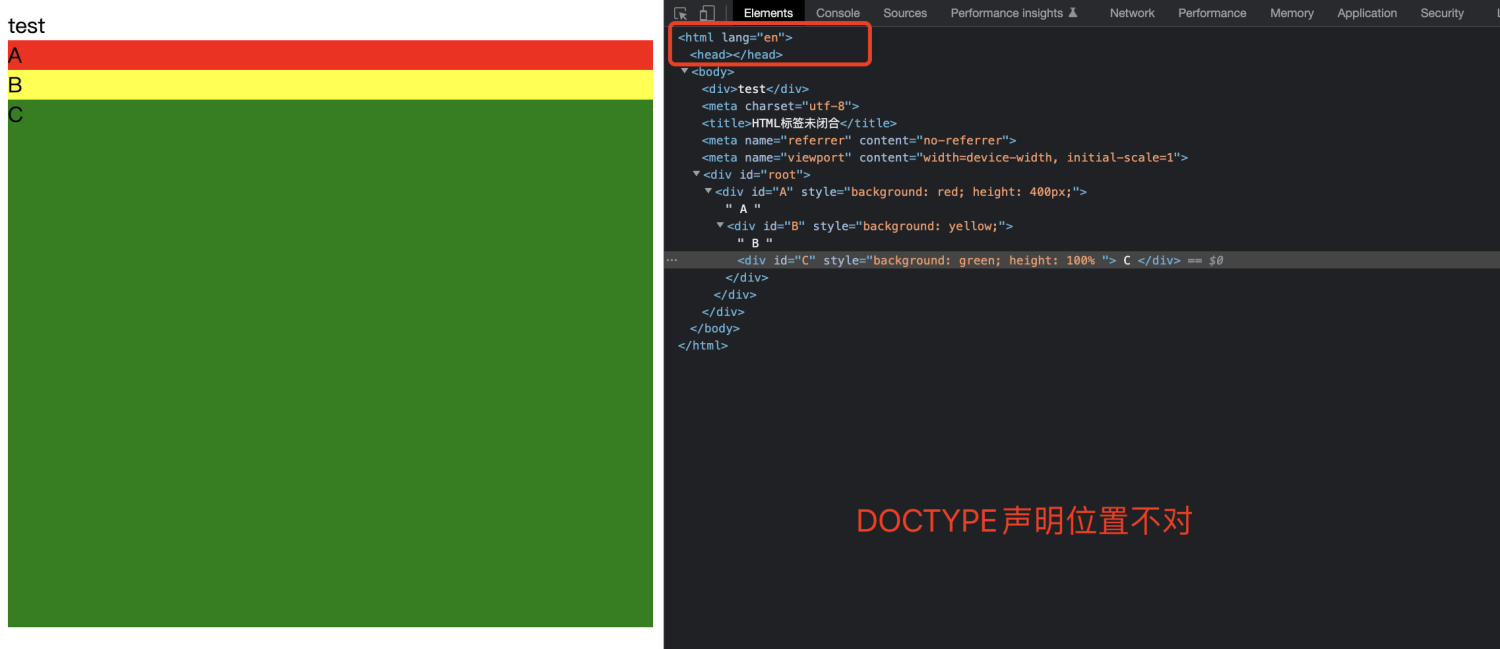 test
A
B
C
Elements Console Sources Performance insights Network Performance Memory Application Security
<html lang="en">
<head></head>
<body>
<div>test</div>
<meta charset="utf-8">
<title>HTML标签未闭合</title>
<meta name="referrer" content="no-referrer">
<meta name="viewport" content="width=device-width, initial-scale=1">
<div id="root">
<div id="A" style="background: red; height: 400px;">
" A "
<div id="B" style="background: yellow;">
" B "
<div id="C" style="background: green; height: 100% "> C </div> == $0
</div>
</div>
</div>
</body>
</html>
DOCTYPE声明位置不对